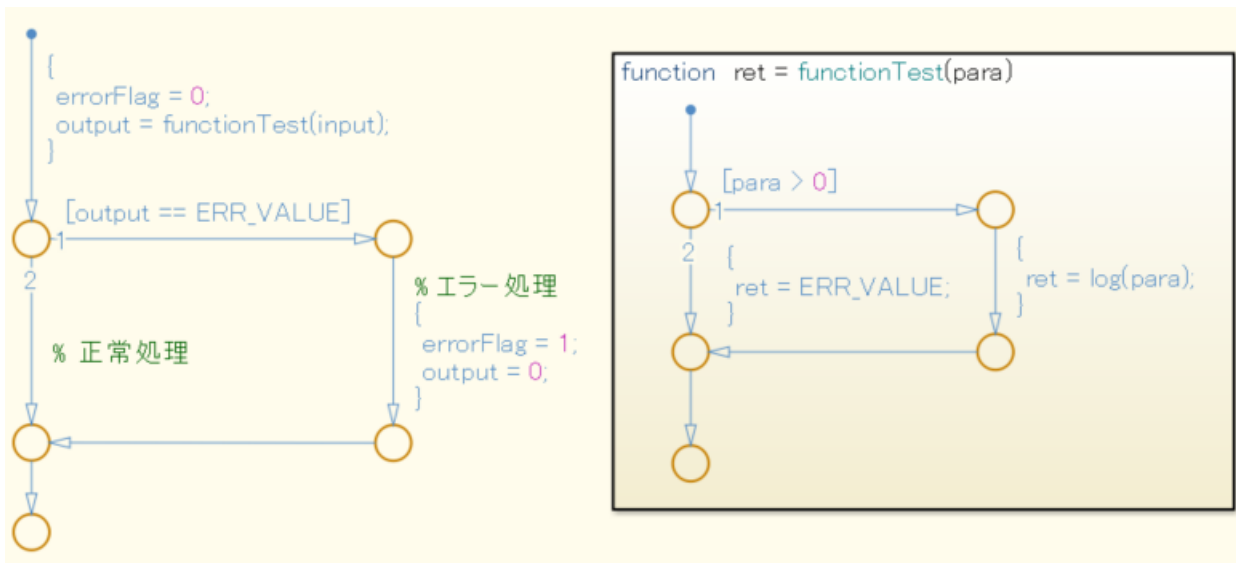 {
errorFlag = 0;
output = functionTest(input);
}
[output == ERR_VALUE]
1
2
% エラー処理
{
errorFlag = 1;
output = 0;
}
% 正常処理
function ret = functionTest(para)
[para > 0]
1
2
{
ret = ERR_VALUE;
}
{
ret = log(para);
}